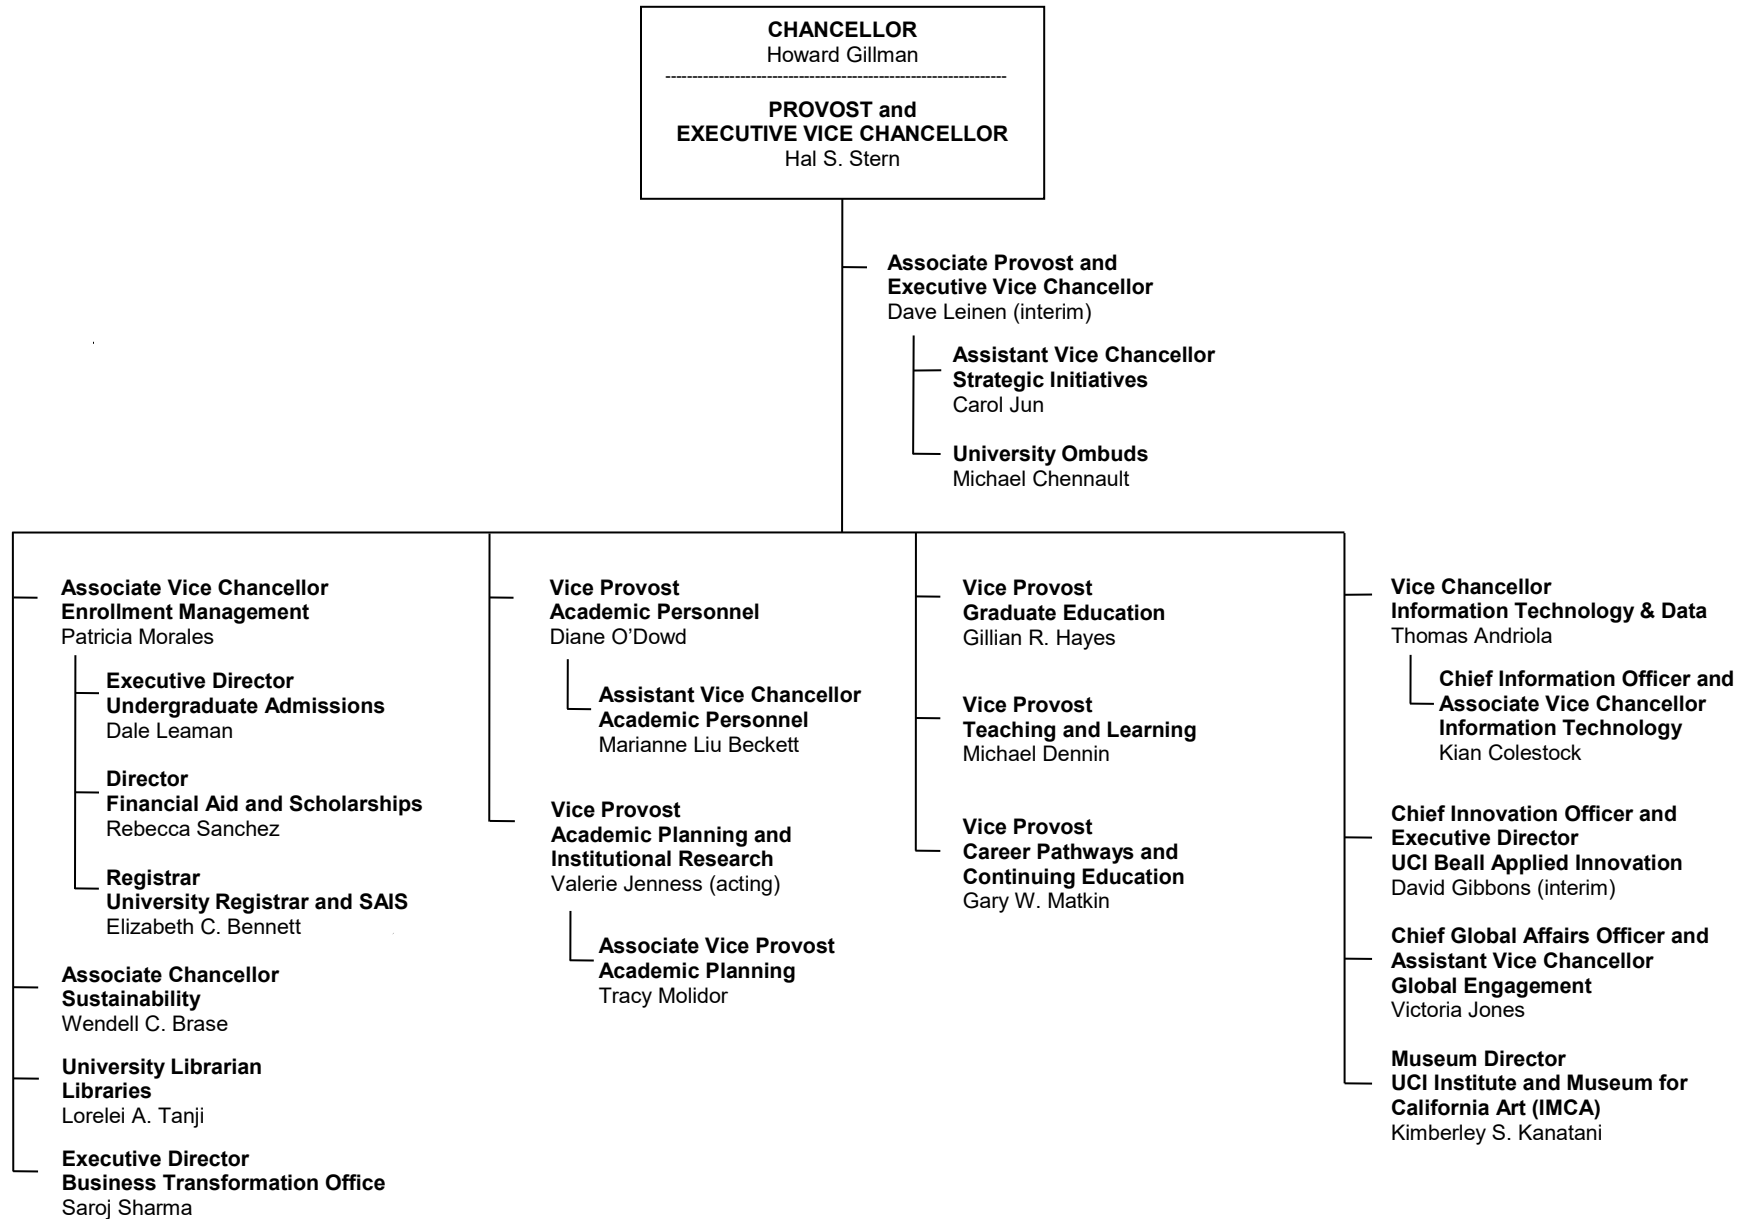 CHANCELLOR
Howard Gillman
----------------------------------------------------------------
PROVOST and
EXECUTIVE VICE CHANCELLOR
Hal S. Stern
Associate Provost and
Executive Vice Chancellor
Dave Leinen (interim)
Assistant Vice Chancellor
Strategic Initiatives
Carol Jun
University Ombuds
Michael Chennault
Associate Vice Chancellor
Enrollment Management
Patricia Morales
Executive Director
Undergraduate Admissions
Dale Leaman
Director
Financial Aid and Scholarships
Rebecca Sanchez
Registrar
University Registrar and SAIS
Elizabeth C. Bennett
Associate Chancellor
Sustainability
Wendell C. Brase
University Librarian
Libraries
Lorelei A. Tanji
Executive Director
Business Transformation Office
Saroj Sharma
Vice Provost
Academic Personnel
Diane O’Dowd
Assistant Vice Chancellor
Academic Personnel
Marianne Liu Beckett
Vice Provost
Academic Planning and
Institutional Research
Valerie Jenness (acting)
Associate Vice Provost
Academic Planning
Tracy Molidor
Vice Provost
Graduate Education
Gillian R. Hayes
Vice Provost
Teaching and Learning
Michael Dennin
Vice Provost
Career Pathways and
Continuing Education
Gary W. Matkin
Vice Chancellor
Information Technology & Data
Thomas Andriola
Chief Information Officer and
Associate Vice Chancellor
Information Technology
Kian Colestock
Chief Innovation Officer and
Executive Director
UCI Beall Applied Innovation
David Gibbons (interim)
Chief Global Affairs Officer and
Assistant Vice Chancellor
Global Engagement
Victoria Jones
Museum Director
UCI Institute and Museum for
California Art (IMCA)
Kimberley S. Kanatani